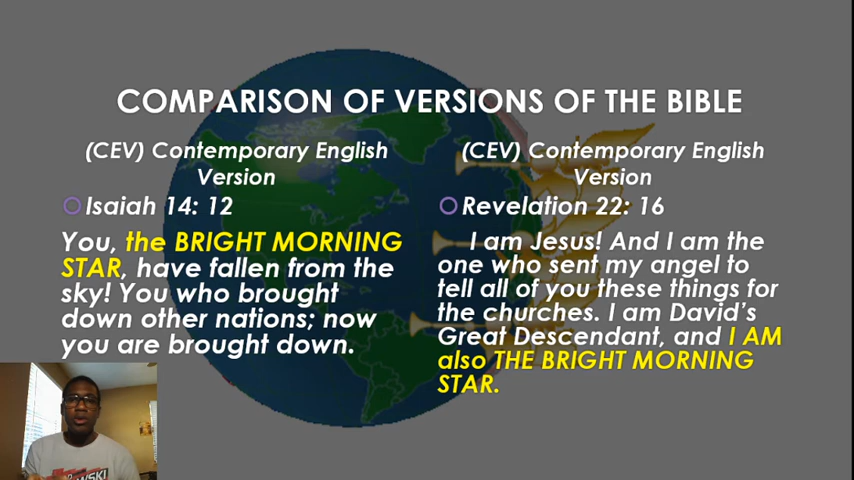 COMPARISON OF VERSIONS OF THE BIBLE
(CEV) Contemporary English
Version
Isaiah 14: 12
You, the BRIGHT MORNING
STAR, have fallen from the
sky! You who brought
down other nations; now
you are brought down.
(CEV) Contemporary English
Version
Revelation 22: 16
I am Jesus! And I am the
one who sent my angel to
tell all of you these things for
the churches. I am David's
Great Descendant, and I AM
also THE BRIGHT MORNING
STAR.